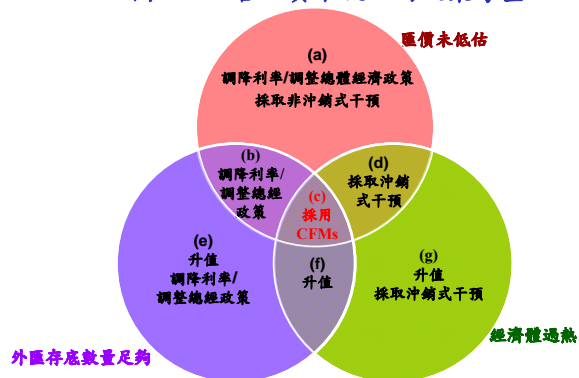 匯價未低估
(a)
調降利率/調整總體經濟政策
採取非沖銷式干預
(b)
調降利率/
調整總經
政策
(c)
採用
CFMs
(d)
採取沖銷
式干預
(e)
升值
調降利率/
調整總經政策
(f)
升值
(g)
升值
採取沖銷式干預
外匯存底數量足夠
經濟體過熱